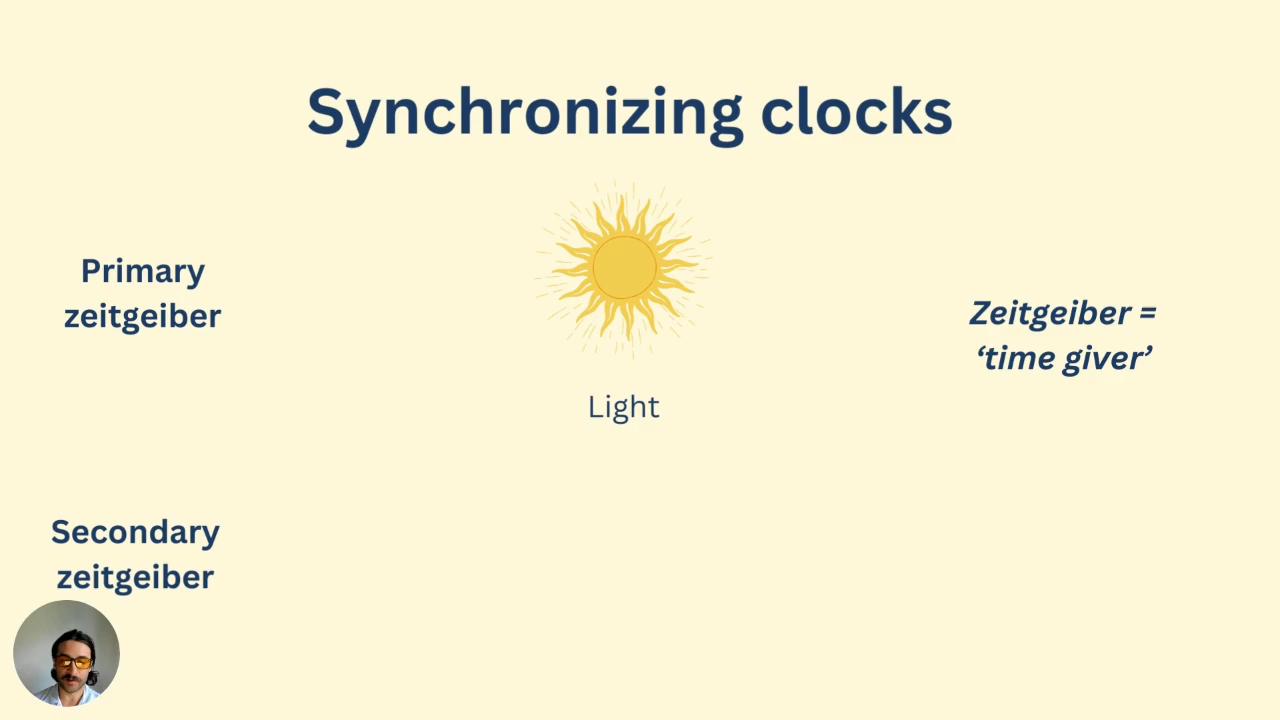 Synchronizing clocks
Primary
zeitgeiber
Zeitgeiber =
‘time giver’
Light
Secondary
zeitgeiber